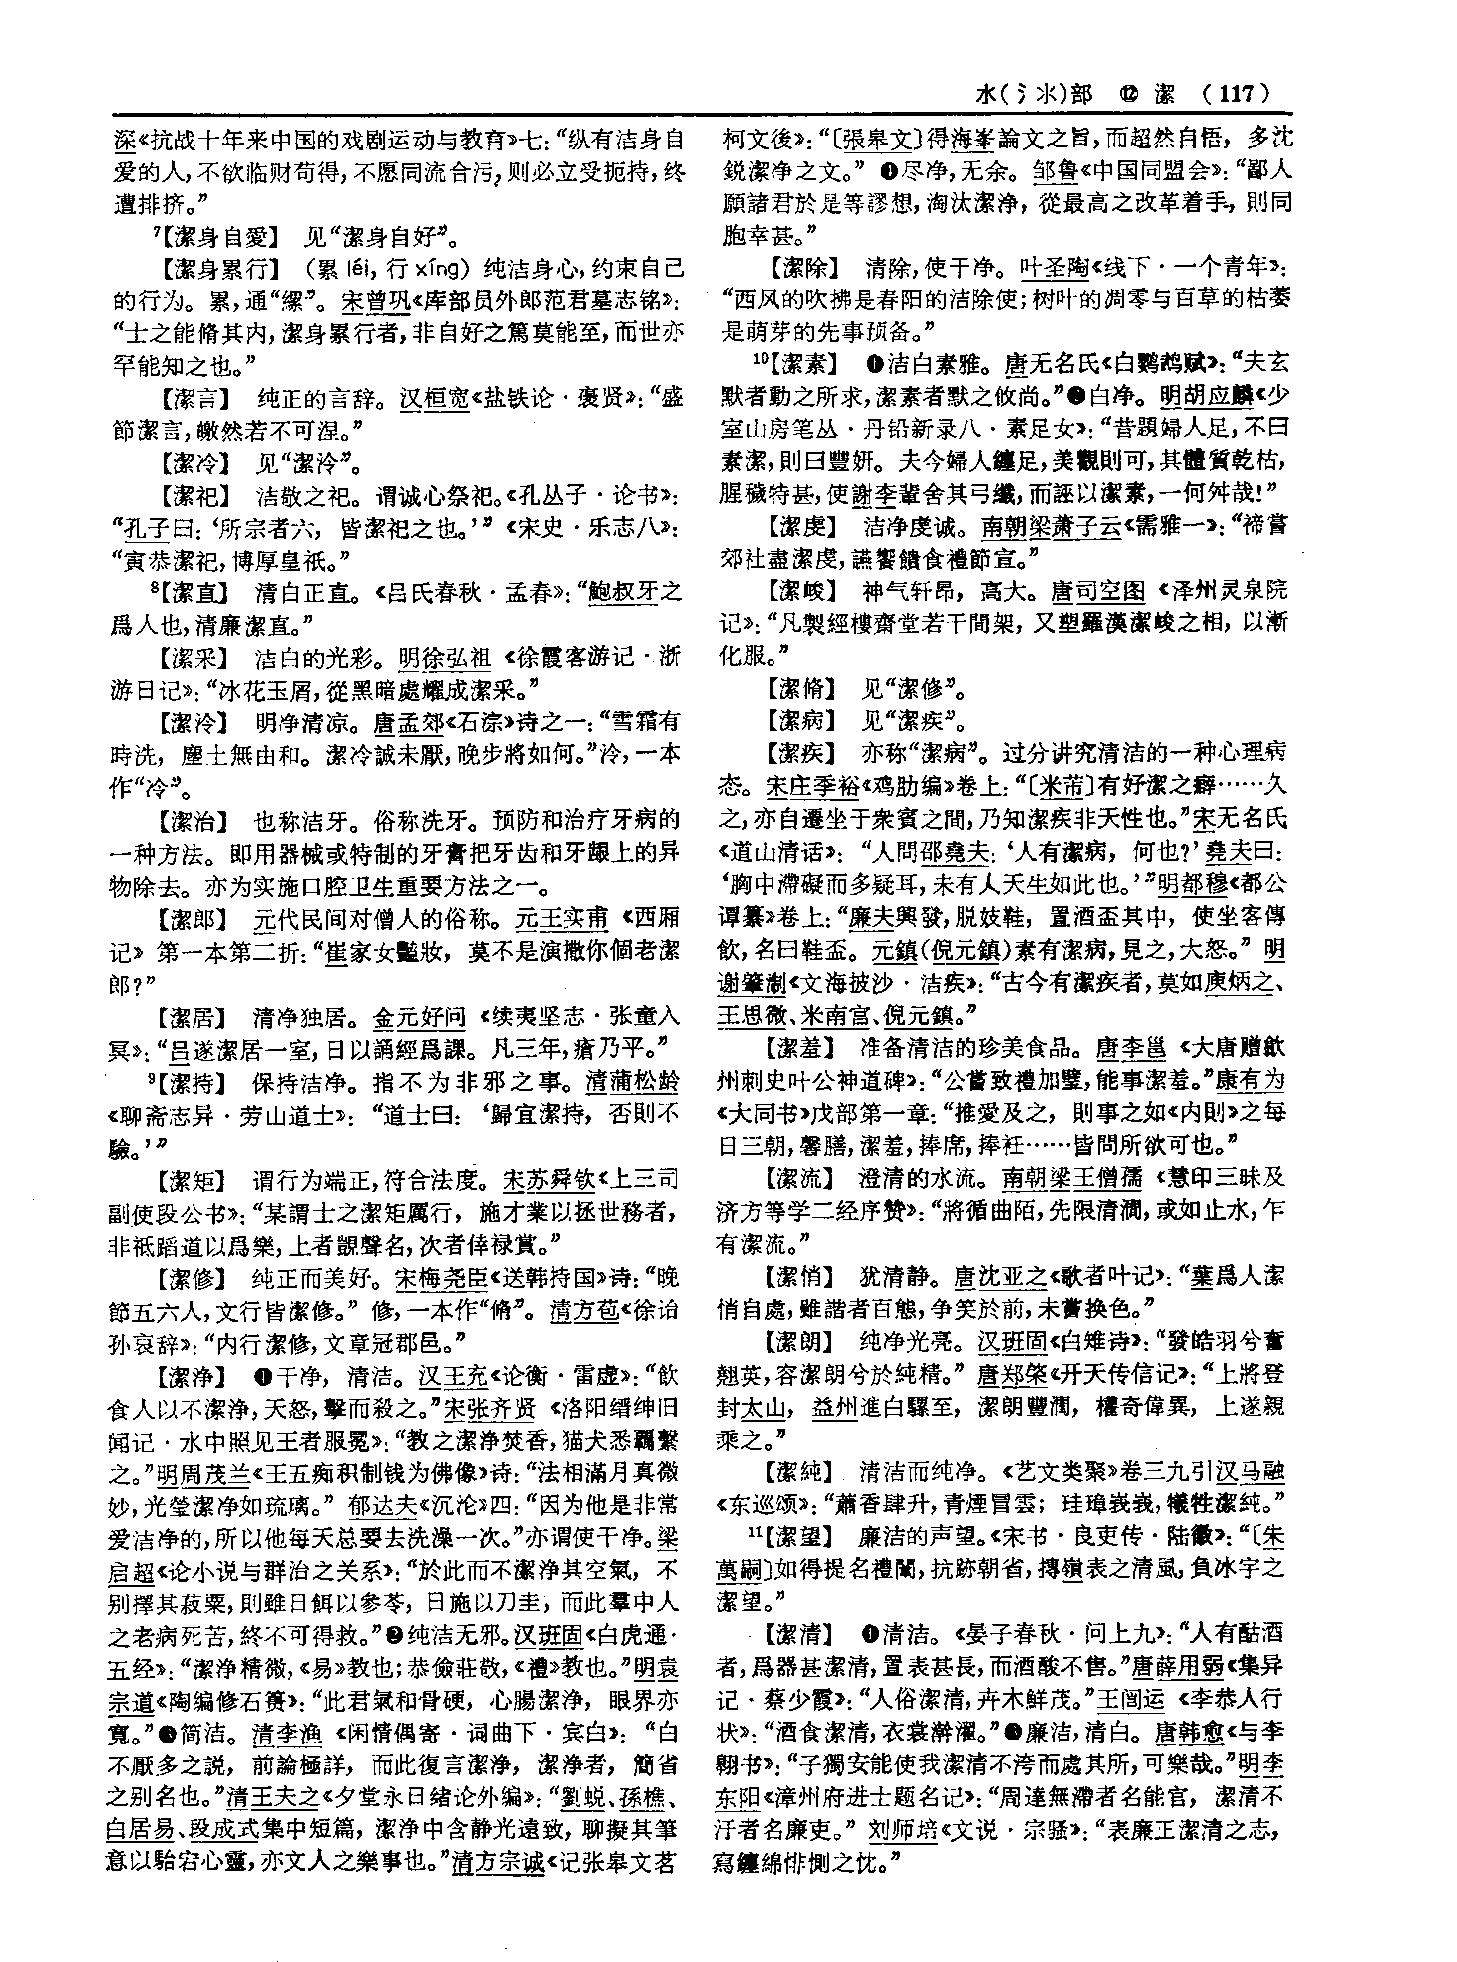 水(氵氺)部 ⑫ 潔 (117)
深《抗战十年来中国的戏剧运动与教育》七:“纵有洁身自
爱的人,不欲临财苟得,不愿同流合污,则必立受扼持,终
遭排挤。”
⁷【潔身自愛】 见“潔身自好”。
【潔身累行】 (累 léi,行 xíng) 纯洁身心,约束自己
的行为。累,通“缧”。宋曾巩《库部员外郎范君墓志铭》:
“士之能脩其内,潔身累行者,非自好之篤莫能至,而世亦
罕能知之也。”
【潔言】 纯正的言辞。汉桓宽《盐铁论·褒贤》:“盛
節潔言,皦然若不可涅。”
【潔冷】 见“潔泠”。
【潔祀】 洁敬之祀。谓诚心祭祀。《孔丛子·论书》:
“孔子曰:‘所宗者六,皆潔祀之也。’” 《宋史·乐志八》:
“寅恭潔祀,博厚皇祇。”
⁸【潔直】 清白正直。《吕氏春秋·孟春》:“鮑叔牙之
爲人也,清廉潔直。”
【潔采】 洁白的光彩。明徐弘祖《徐霞客游记·浙
游日记》:“冰花玉屑,從黑暗處耀成潔采。”
【潔泠】 明净清凉。唐孟郊《石淙》诗之一:“雪霜有
時洗,塵土無由和。潔冷誠未厭,晚步將如何。”泠,一本
作“冷”。
【潔治】 也称洁牙。俗称洗牙。预防和治疗牙病的
一种方法。即用器械或特制的牙膏把牙齿和牙龈上的异
物除去。亦为实施口腔卫生重要方法之一。
【潔郎】 元代民间对僧人的俗称。元王实甫《西厢
记》第一本第二折:“崔家女豔妝,莫不是演撒你個老潔
郎?”
【潔居】 清净独居。金元好问《续夷坚志·张童入
冥》:“吕遂潔居一室,日以誦經爲課。凡三年,瘡乃平。”
⁹【潔持】 保持洁净。指不为非邪之事。清蒲松龄
《聊斋志异·劳山道士》:“道士曰:‘歸宜潔持,否則不
驗。’”
【潔矩】 谓行为端正,符合法度。宋苏舜钦《上三司
副使段公书》:“某謂士之潔矩厲行,施才業以拯世務者,
非祇蹈道以爲樂,上者覬聲名,次者倖禄賞。”
【潔修】 纯正而美好。宋梅尧臣《送韩持国》诗:“晚
節五六人,文行皆潔修。” 修,一本作“脩”。清方苞《徐诒
孙哀辞》:“内行潔修,文章冠郡邑。”
【潔净】 ❶干净,清洁。汉王充《论衡·雷虚》:“飲
食人以不潔净,天怒,擊而殺之。”宋张齐贤《洛阳缙绅旧
闻记·水中照见王者服冕》:“教之潔净焚香,猫犬悉羈繫
之。”明周茂兰《王五痴积制钱为佛像》诗:“法相滿月真微
妙,光瑩潔净如琉璃。” 郁达夫《沉沦》四:“因为他是非常
爱洁净的,所以他每天总要去洗澡一次。”亦谓使干净。梁
启超《论小说与群治之关系》:“於此而不潔净其空氣,不
别擇其菽粟,則雖日餌以參苓,日施以刀圭,而此羣中人
之老病死苦,終不可得救。”❷纯洁无邪。汉班固《白虎通·
五经》:“潔净精微,《易》教也;恭儉莊敬,《禮》教也。”明袁
宗道《陶编修石篑》:“此君氣和骨硬,心腸潔净,眼界亦
寬。”❸简洁。清李渔《闲情偶寄·词曲下·宾白》:“白
不厭多之説,前論極詳,而此復言潔净,潔净者,簡省
之别名也。”清王夫之《夕堂永日绪论外编》:“劉蜕、孫樵、
白居易、段成式集中短篇,潔净中含静光遠致,聊擬其筆
意以駘宕心靈,亦文人之樂事也。”清方宗诚《记张皋文茗
柯文後》:“〔張皋文〕得海峯論文之旨,而超然自悟,多沈
鋭潔净之文。” ❹尽净,无余。邹鲁《中国同盟会》:“鄙人
願諸君於是等謬想,淘汰潔净,從最高之改革着手,則同
胞幸甚。”
【潔除】 清除,使干净。叶圣陶《线下·一个青年》:
“西风的吹拂是春阳的洁除使;树叶的凋零与百草的枯萎
是萌芽的先事预备。”
¹⁰【潔素】 ❶洁白素雅。唐无名氏《白鹦鹉赋》:“夫玄
默者動之所求,潔素者默之攸尚。”❷白净。明胡应麟《少
室山房笔丛·丹铅新录八·素足女》:“昔題婦人足,不曰
素潔,則曰豐妍。夫今婦人纏足,美觀則可,其體質乾枯,
腥穢特甚,使謝李輩舍其弓纖,而誣以潔素,一何舛哉!”
【潔虔】 洁净虔诚。南朝梁萧子云《需雅一》:“禘嘗
郊社盡潔虔,讌饗饋食禮節宣。”
【潔峻】 神气轩昂,高大。唐司空图《泽州灵泉院
记》:“凡製經樓齋堂若干間架,又塑羅漢潔峻之相,以漸
化服。”
【潔脩】 见“潔修”。
【潔病】 见“潔疾”。
【潔疾】 亦称“潔病”。过分讲究清洁的一种心理病
态。宋庄季裕《鸡肋编》卷上:“〔米芾〕有好潔之癖……久
之,亦自遷坐于衆賓之間,乃知潔疾非天性也。”宋无名氏
《道山清话》:“人問邵堯夫:‘人有潔病,何也?’堯夫曰:
‘胸中滯礙而多疑耳,未有人天生如此也。’”明都穆《都公
谭纂》卷上:“廉夫興發,脱妓鞋,置酒盃其中,使坐客傳
飲,名曰鞋盃。元鎮(倪元鎮)素有潔病,見之,大怒。” 明
谢肇淛《文海披沙·洁疾》:“古今有潔疾者,莫如庾炳之、
王思微、米南宫、倪元鎮。”
【潔羞】 准备清洁的珍美食品。唐李邕《大唐赠歙
州刺史叶公神道碑》:“公嘗致禮加璧,能事潔羞。”康有为
《大同书》戊部第一章:“推愛及之,則事之如《内則》之每
日三朝,馨膳,潔羞,捧席,捧衽……皆問所欲可也。”
【潔流】 澄清的水流。南朝梁王僧孺《慧印三昧及
济方等学二经序赞》:“將循曲陌,先限清澗,或如止水,乍
有潔流。”
【潔悄】 犹清静。唐沈亚之《歌者叶记》:“葉爲人潔
悄自處,雖諧者百態,争笑於前,未嘗换色。”
【潔朗】 纯净光亮。汉班固《白雉诗》:“發皓羽兮奮
翹英,容潔朗兮於純精。” 唐郑棨《开天传信记》:“上將登
封太山,益州進白騾至,潔朗豐潤,權奇偉異,上遂親
乘之。”
【潔純】 清洁而纯净。《艺文类聚》卷三九引汉马融
《东巡颂》:“蕭香肆升,青煙冒雲;珪璋峩峩,犧牲潔純。”
¹¹【潔望】 廉洁的声望。《宋书·良吏传·陆徽》:“〔朱
萬嗣〕如得提名禮闈,抗跡朝省,摶嶺表之清風,負冰宇之
潔望。”
【潔清】 ❶清洁。《晏子春秋·问上九》:“人有酤酒
者,爲器甚潔清,置表甚長,而酒酸不售。”唐薛用弱《集异
记·蔡少霞》:“人俗潔清,卉木鮮茂。”王闿运《李恭人行
状》:“酒食潔清,衣裳澣濯。”❷廉洁,清白。唐韩愈《与李
翱书》:“子獨安能使我潔清不洿而處其所,可樂哉。”明李
东阳《漳州府进士题名记》:“周達無滯者名能官,潔清不
汙者名廉吏。” 刘师培《文说·宗骚》:“表廉正潔清之志,
寫纏綿悱惻之忱。”